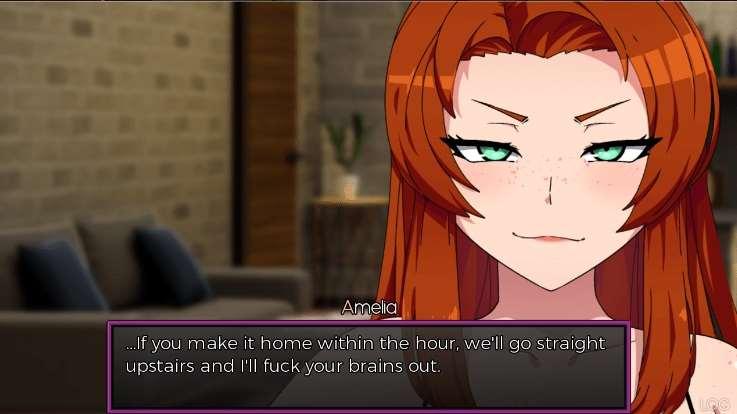 Amelia
...If you make it home within the hour, we'll go straight
upstairs and I'll fuck your brains out.
LOG